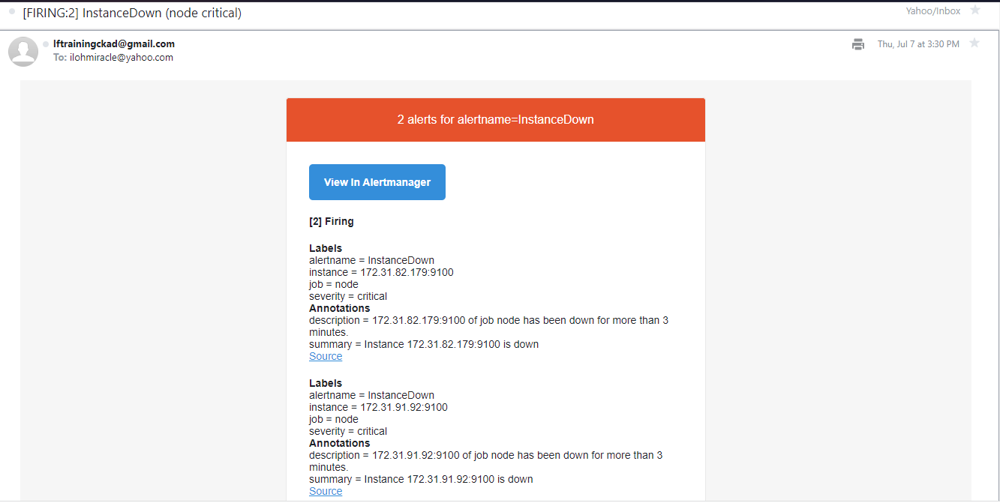 [FIRING:2] InstanceDown (node critical)
Yahoo/Inbox
lftrainingckad@gmail.com
Thu, Jul 7 at 3:30 PM
To: ilohmiracle@yahoo.com
2 alerts for alertname=InstanceDown
View In Alertmanager
[2] Firing
Labels
alertname = InstanceDown
instance = 172.31.82.179:9100
job = node
severity = critical
Annotations
description = 172.31.82.179:9100 of job node has been down for more than 3
minutes.
summary = Instance 172.31.82.179:9100 is down
Source
Labels
alertname = InstanceDown
instance = 172.31.91.92:9100
job = node
severity = critical
Annotations
description = 172.31.91.92:9100 of job node has been down for more than 3
minutes.
summary = Instance 172.31.91.92:9100 is down
Source